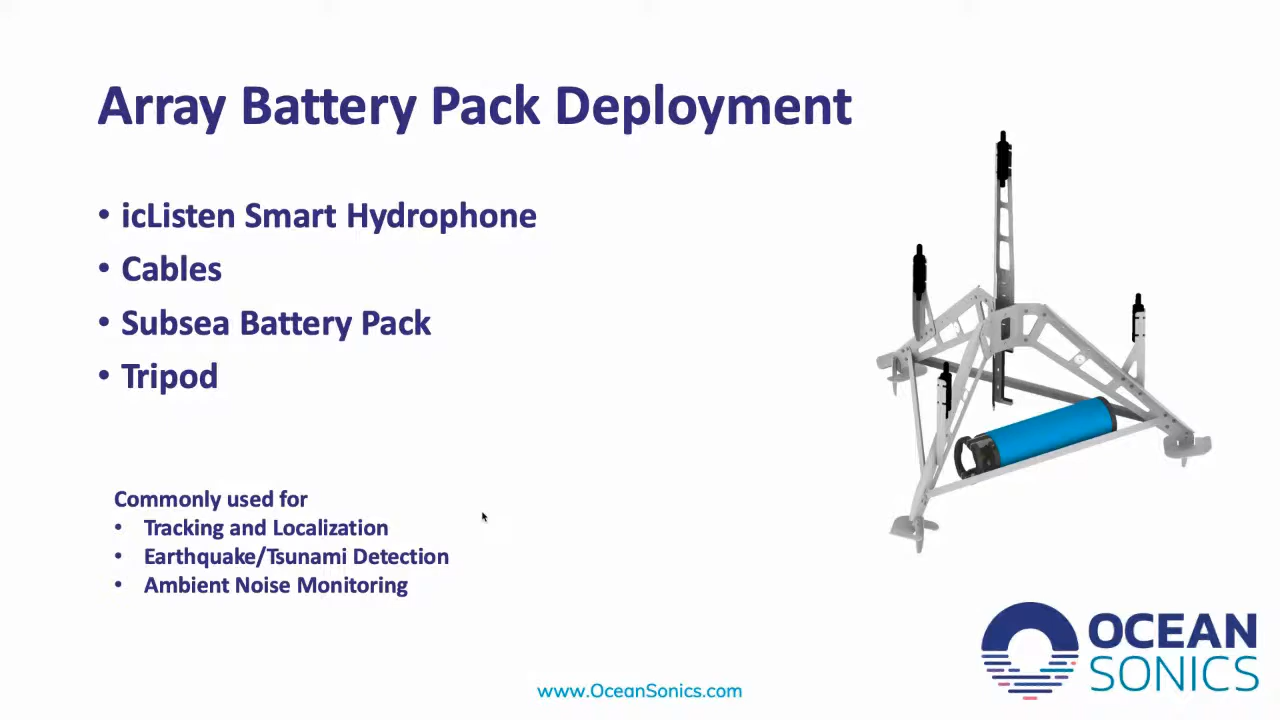 Array Battery Pack Deployment
• icListen Smart Hydrophone
• Cables
• Subsea Battery Pack
• Tripod
Commonly used for
• Tracking and Localization
• Earthquake/Tsunami Detection
• Ambient Noise Monitoring
OCEAN
SONICS
www.OceanSonics.com